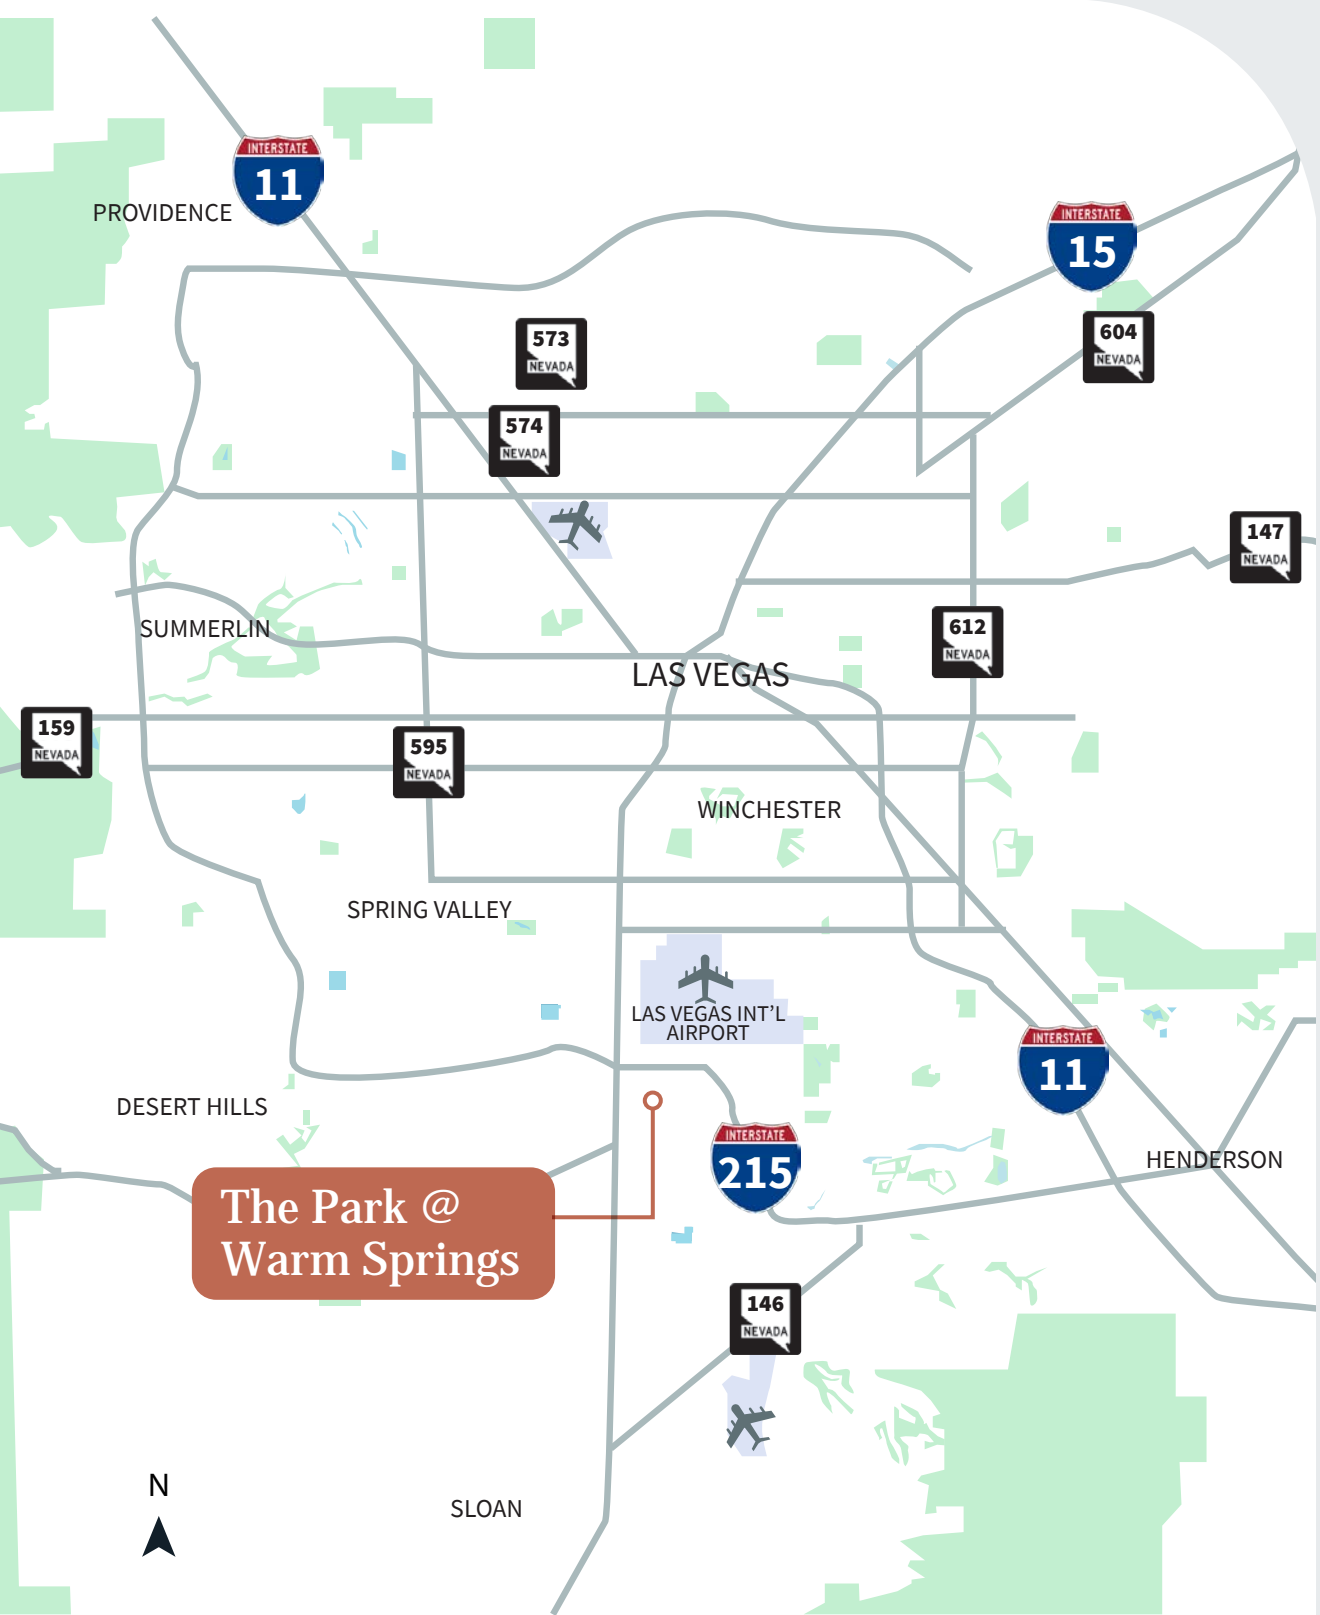 INTERSTATE
11
PROVIDENCE
INTERSTATE
15
573
NEVADA
604
NEVADA
574
NEVADA
147
NEVADA
612
NEVADA
SUMMERLIN
LAS VEGAS
159
NEVADA
595
NEVADA
WINCHESTER
SPRING VALLEY
LAS VEGAS INT’L
AIRPORT
INTERSTATE
11
DESERT HILLS
INTERSTATE
215
HENDERSON
The Park @
Warm Springs
146
NEVADA
N
SLOAN